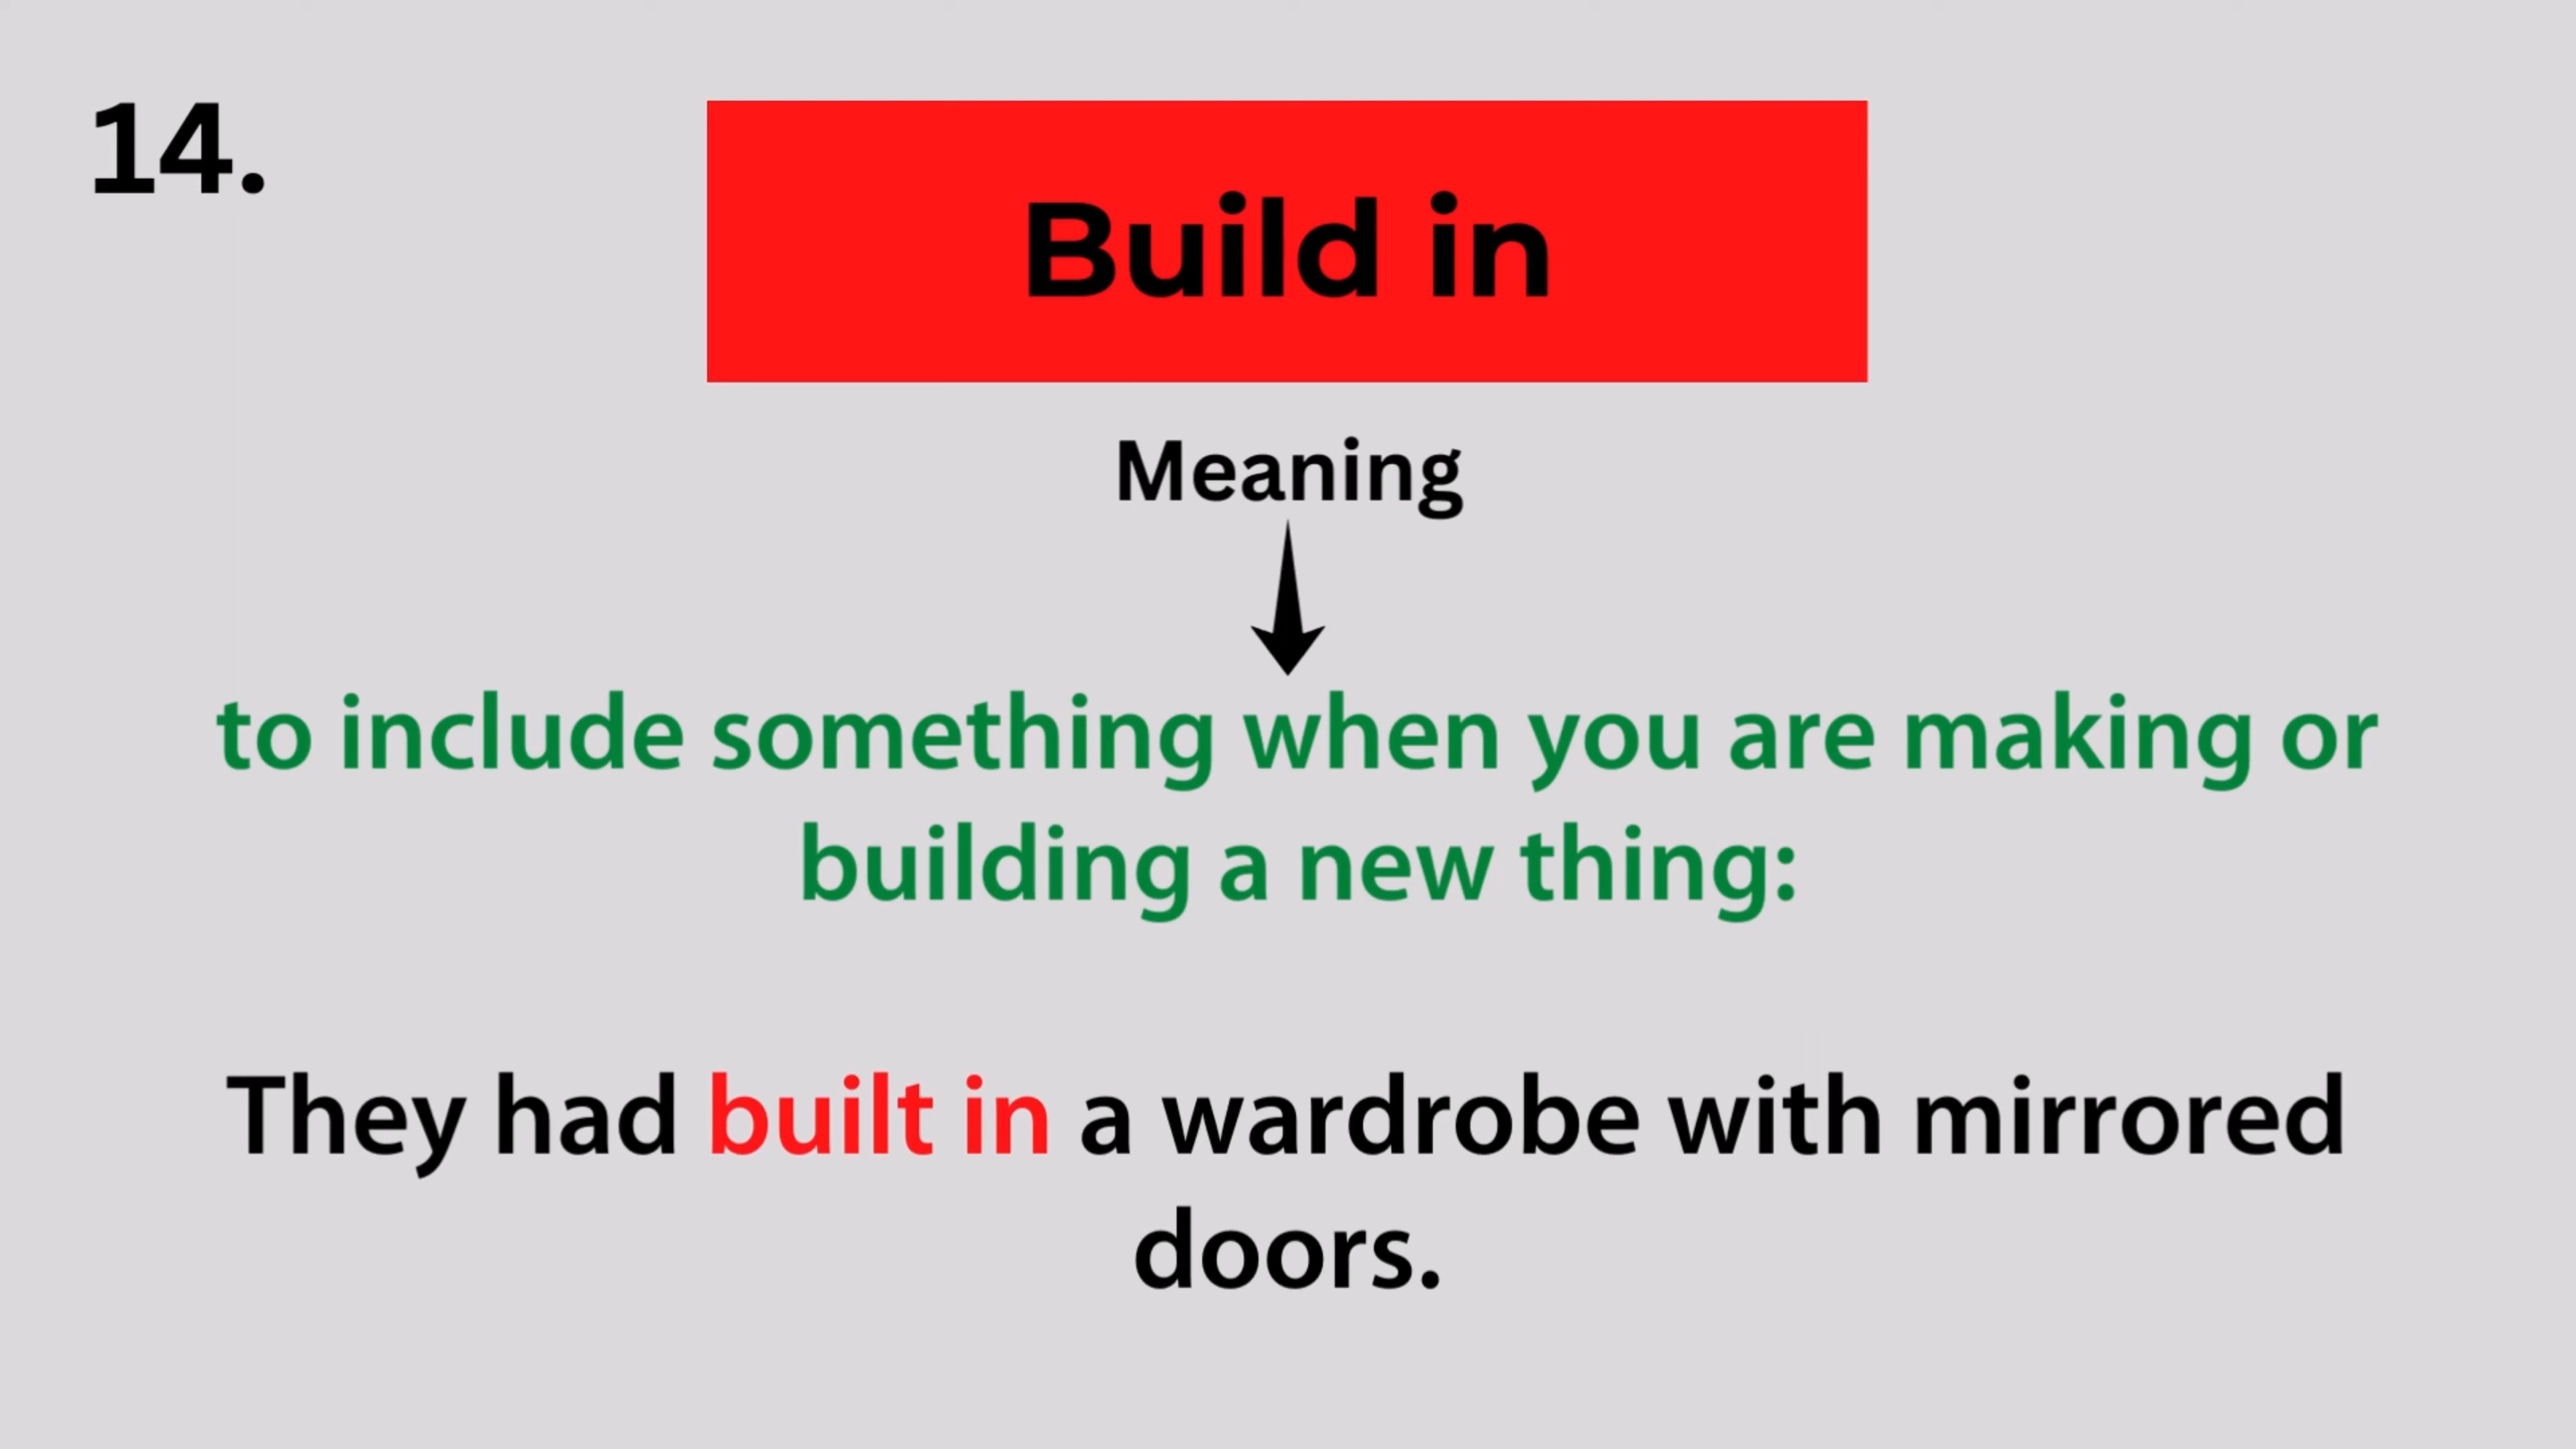 14.
Build in
Meaning
to include something when you are making or
building a new thing:
They had built in a wardrobe with mirrored
doors.